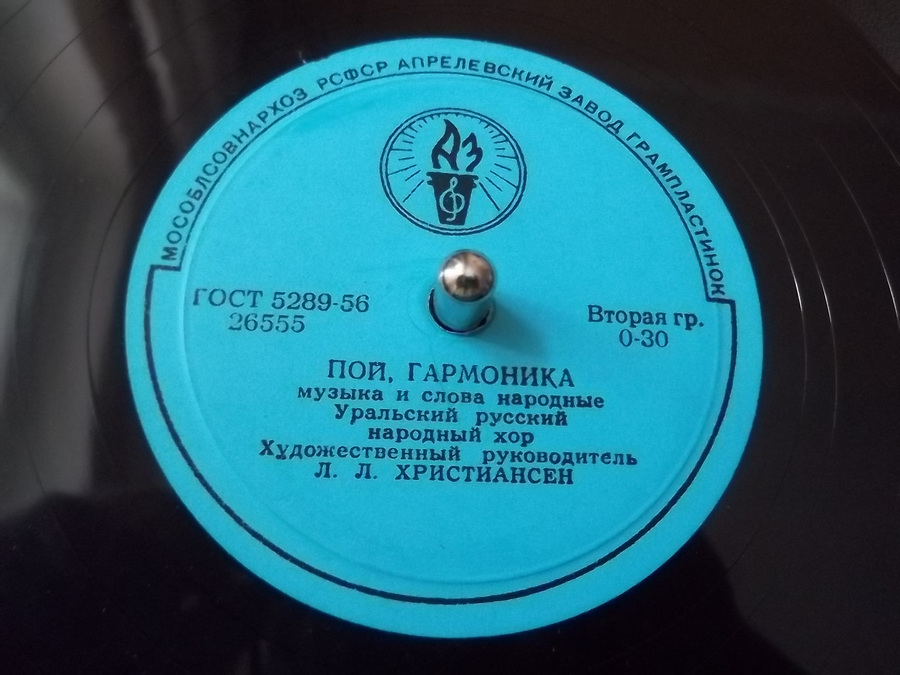 МОСОБЛСОВНАРХОЗ РСФСР АПРЕЛЕВСКИЙ ЗАВОД ГРАМПЛАСТИНОК
АЗ
ГОСТ 5289-56
26555
Вторая гр.
0-30
ПОЙ, ГАРМОНИКА
музыка и слова народные
Уральский русский
народный хор
Художественный руководитель
Л. Л. ХРИСТИАНСЕН